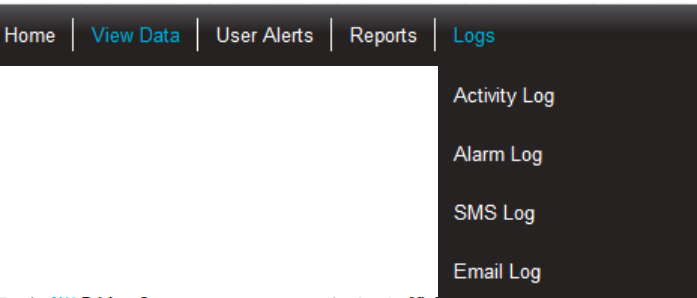 Home View Data User Alerts Reports Logs
Activity Log
Alarm Log
SMS Log
Email Log